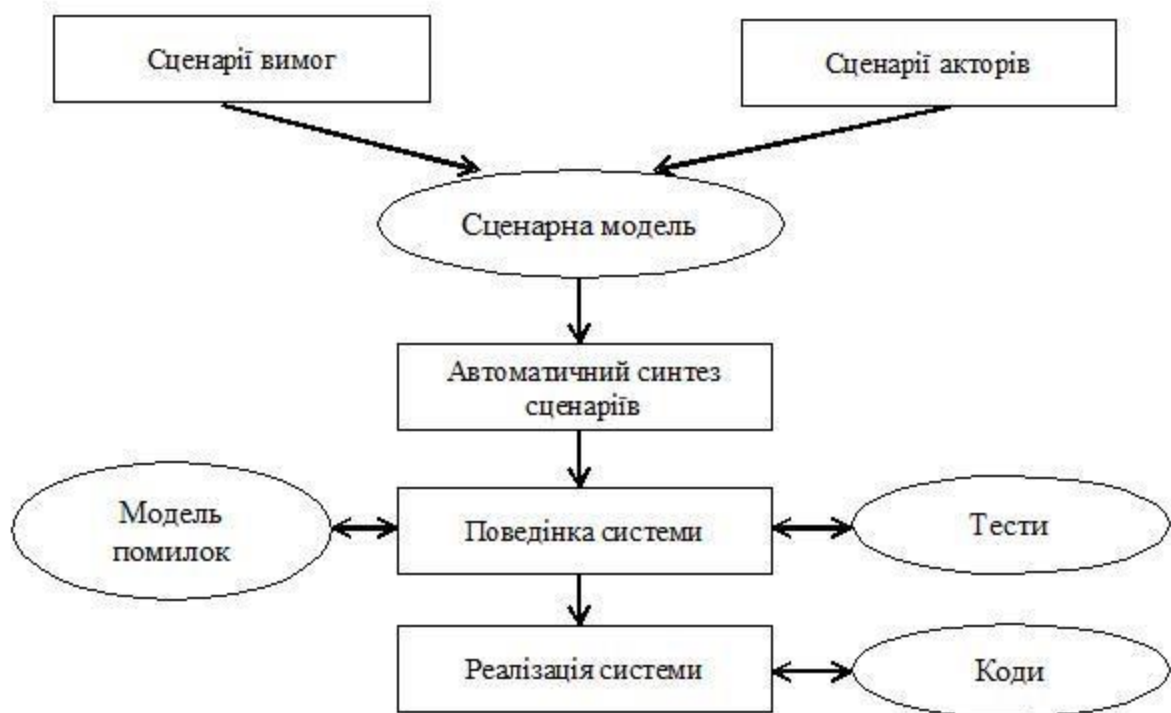 Сценарії вимог
Сценарії акторів
Сценарна модель
Автоматичний синтез
сценаріїв
Модель
помилок
Поведінка системи
Тести
Реалізація системи
Коди